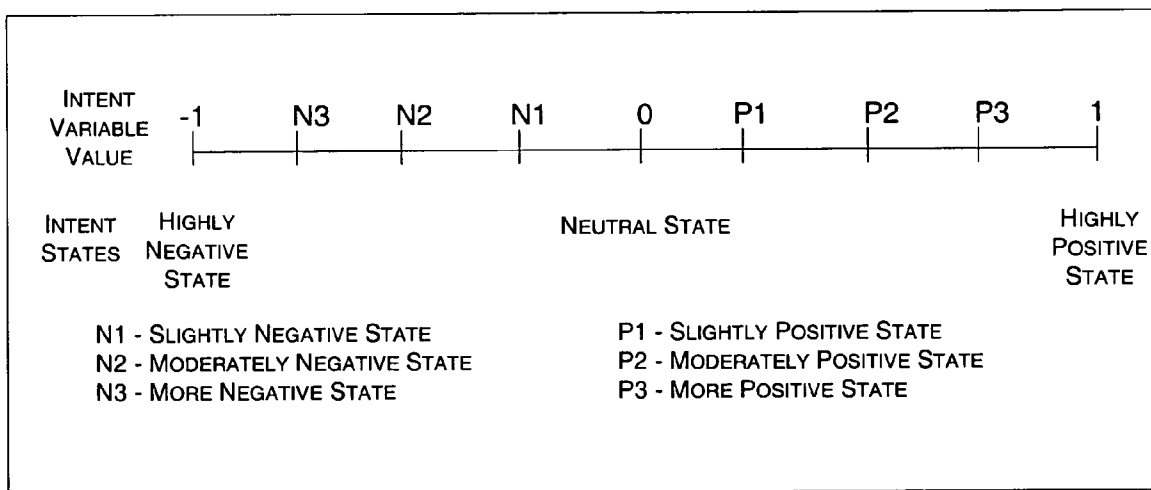 INTENT
VARIABLE
VALUE
-1 N3 N2 N1 0 P1 P2 P3 1
INTENT
STATES
HIGHLY
NEGATIVE
STATE
NEUTRAL STATE
HIGHLY
POSITIVE
STATE
N1 - SLIGHTLY NEGATIVE STATE
N2 - MODERATELY NEGATIVE STATE
N3 - MORE NEGATIVE STATE
P1 - SLIGHTLY POSITIVE STATE
P2 - MODERATELY POSITIVE STATE
P3 - MORE POSITIVE STATE